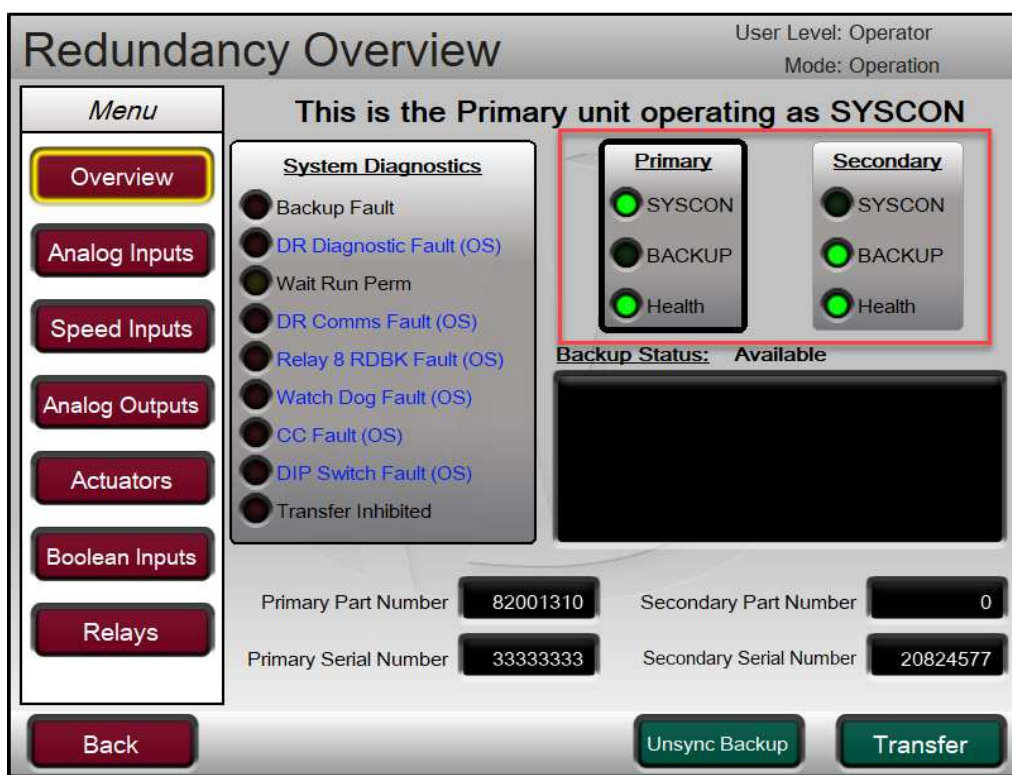 Redundancy Overview
User Level: Operator
Mode: Operation
Menu
Overview
Analog Inputs
Speed Inputs
Analog Outputs
Actuators
Boolean Inputs
Relays
This is the Primary unit operating as SYSCON
System Diagnostics
Backup Fault
DR Diagnostic Fault (OS)
Wait Run Perm
DR Comms Fault (OS)
Relay 8 RDBK Fault (OS)
Watch Dog Fault (OS)
CC Fault (OS)
DIP Switch Fault (OS)
Transfer Inhibited
Primary
SYSCON
BACKUP
Health
Secondary
SYSCON
BACKUP
Health
Backup Status: Available
Primary Part Number 82001310
Secondary Part Number 0
Primary Serial Number 33333333
Secondary Serial Number 20824577
Back
Unsync Backup
Transfer